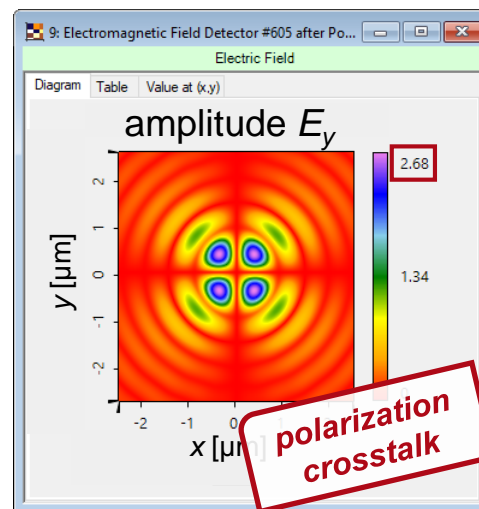 9: Electromagnetic Field Detector #605 after Po...
Electric Field
Diagram Table Value at (x,y)
amplitude Ey
2.68
2
1.34
y [µm]
0
-2
-2 -1 0 1
x [µm]
polarization
crosstalk